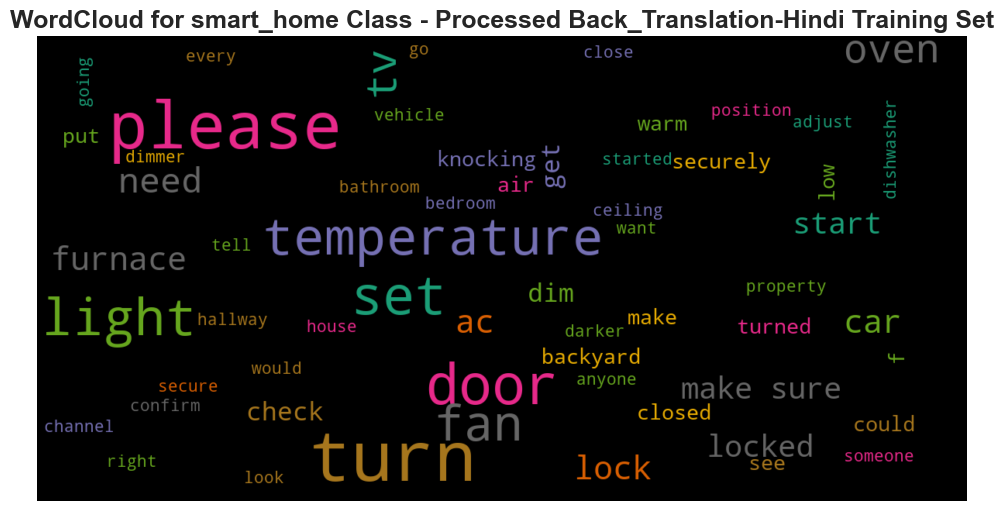 WordCloud for smart_home Class - Processed Back_Translation-Hindi Training Set
every
go
close
oven
going
tv
please
vehicle
position
put
warm
adjust
dishwasher
dimmer
knocking
get
started
securely
need
bathroom
air
low
bedroom
ceiling
start
temperature
want
tell
furnace
set
dim
property
light
hallway
house
ac
darker
make
turned
car
backyard
f
would
door
anyone
secure
make sure
confirm
check
fan
closed
channel
could
turn
locked
right
look
lock
see
someone